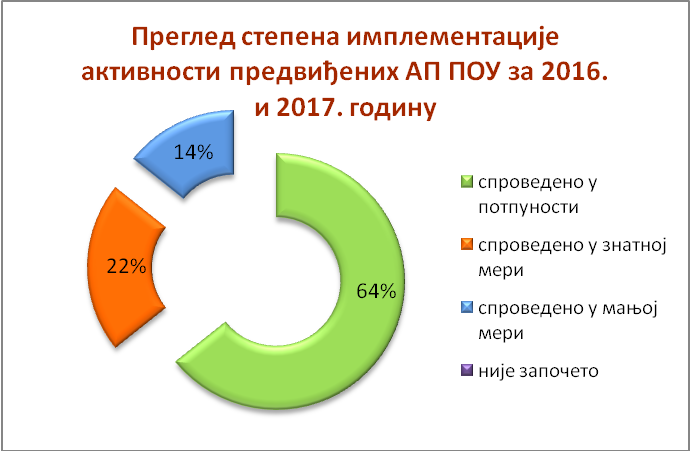 Преглед степена имплементације
активности предвиђених АП ПОУ за 2016.
и 2017. годину
14%
22%
64%
спроведено у
потпуности
спроведено у знатној
мери
спроведено у мањој
мери
није започето